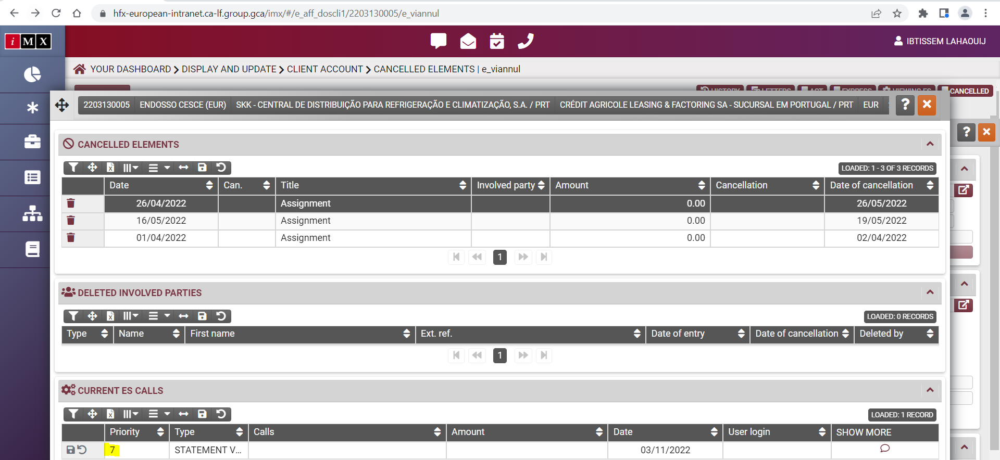 hfx-european-intranet.ca-lf.group.gca/imx/#/e_aff_doscli1/2203130005/e_viannul
iMX
IBTISSEM LAHAOUIJ
YOUR DASHBOARD > DISPLAY AND UPDATE > CLIENT ACCOUNT > CANCELLED ELEMENTS | e_viannul
HISTORY LETTERS ACT EXPRESS VIEWING ES CANCELLED
2203130005 ENDOSSO CESCE (EUR) SKK - CENTRAL DE DISTRIBUIÇÃO PARA REFRIGERAÇÃO E CLIMATIZAÇÃO, S.A. / PRT CRÉDIT AGRICOLE LEASING & FACTORING SA - SUCURSAL EM PORTUGAL / PRT EUR ?
?
CANCELLED ELEMENTS
LOADED: 1 - 3 OF 3 RECORDS
Date Can. Title Involved party Amount Cancellation Date of cancellation
26/04/2022 Assignment 0.00 26/05/2022
16/05/2022 Assignment 0.00 19/05/2022
01/04/2022 Assignment 0.00 02/04/2022
1
DELETED INVOLVED PARTIES
LOADED: 0 RECORDS
Type Name First name Ext. ref. Date of entry Date of cancellation Deleted by
1
CURRENT ES CALLS
LOADED: 1 RECORD
Priority Type Calls Amount Date User login SHOW MORE
7 STATEMENT V... 03/11/2022